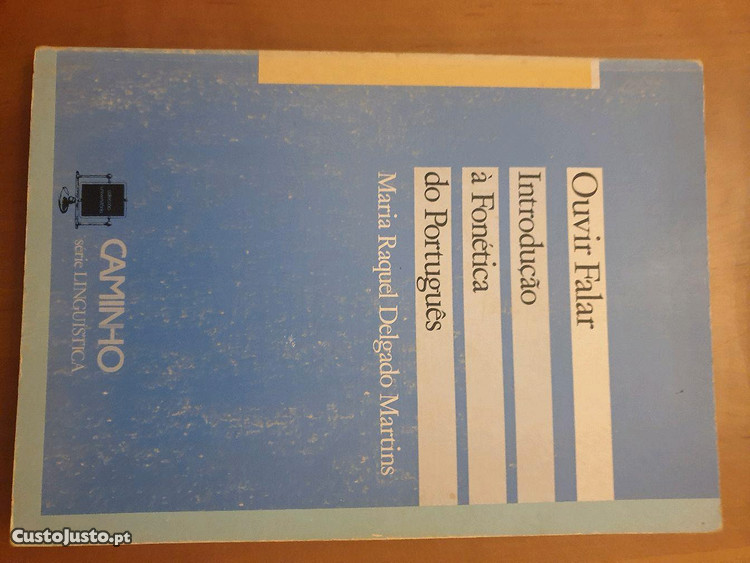 Ouvir Falar
Introdução
à Fonética
do Português
Maria Raquel Delgado Martins
CAMINHO
série LINGUÍSTICA
CustoJusto.pt